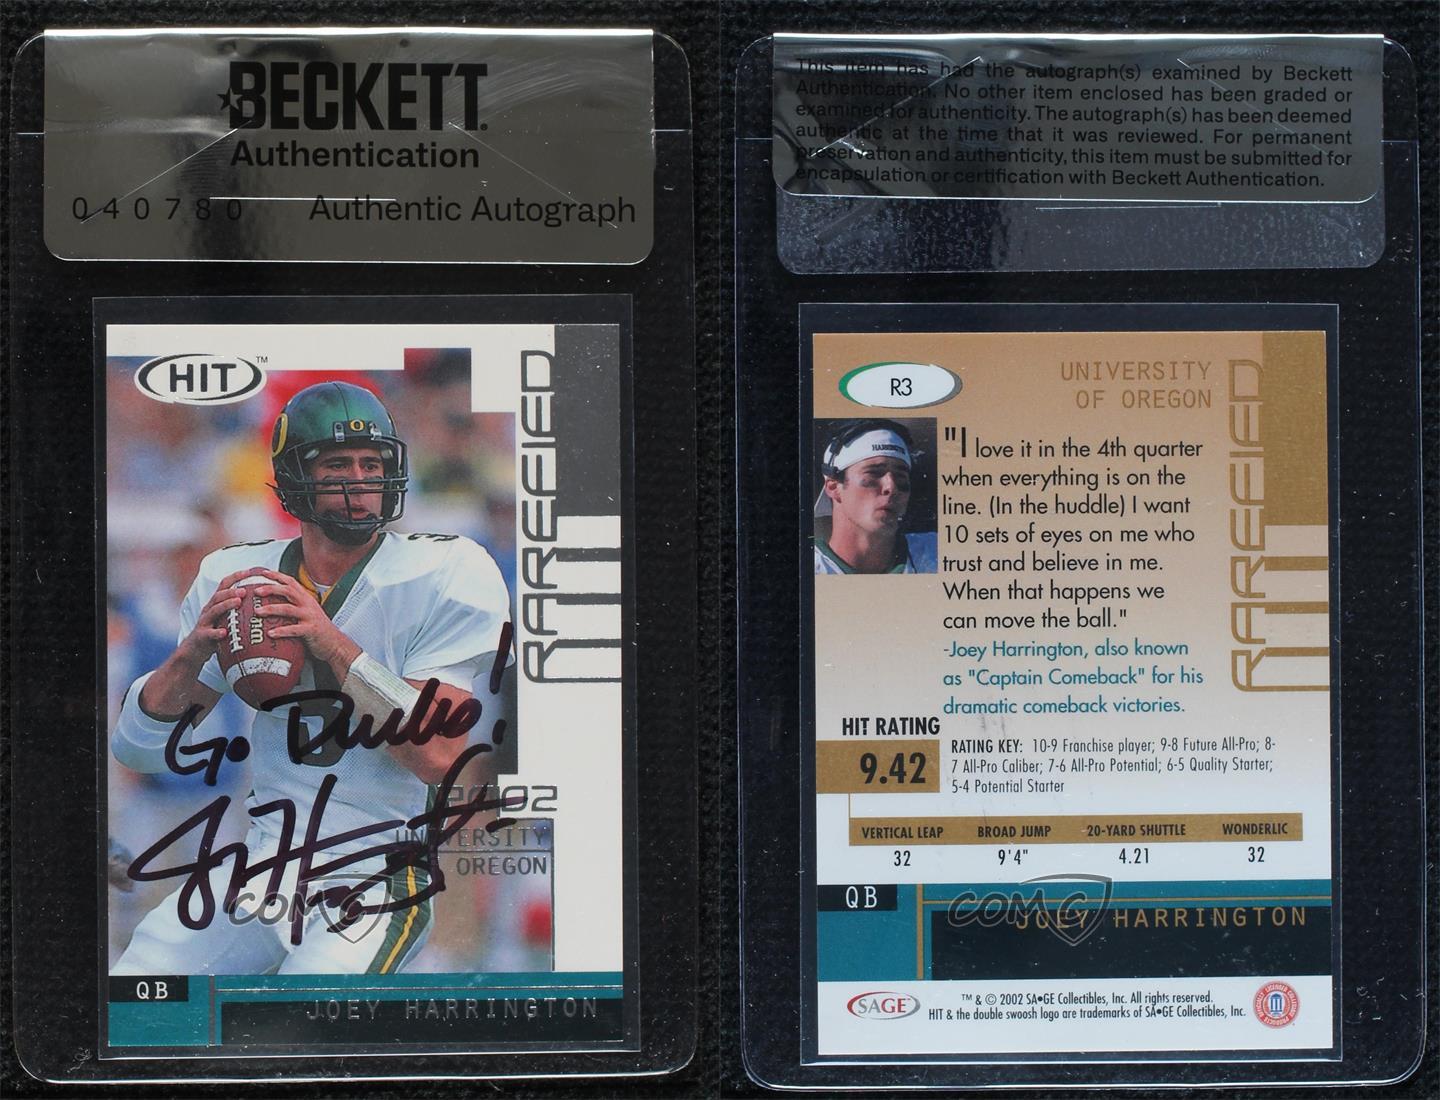 BECKETT
Authentication
040780 Authentic Autograph
HIT™
RAREFIED
Wilson
Go Ducks!
2002
UNIVERSITY
OF OREGON
COMC
QB
JOEY HARRINGTON
This item has had the autograph(s) examined by Beckett
Authentication. No other item enclosed has been graded or
examined for authenticity. The autograph(s) has been deemed
authentic at the time that it was reviewed. For permanent
preservation and authenticity, this item must be submitted for
encapsulation or certification with Beckett Authentication.
R3
UNIVERSITY
OF OREGON
RAREFIED
HARRINGTON
"I love it in the 4th quarter
when everything is on the
line. (In the huddle) I want
10 sets of eyes on me who
trust and believe in me.
When that happens we
can move the ball."
-Joey Harrington, also known
as "Captain Comeback" for his
dramatic comeback victories.
HIT RATING
9.42
RATING KEY: 10-9 Franchise player; 9-8 Future All-Pro; 8-
7 All-Pro Caliber; 7-6 All-Pro Potential; 6-5 Quality Starter;
5-4 Potential Starter
VERTICAL LEAP BROAD JUMP 20-YARD SHUTTLE WONDERLIC
32 9'4" 4.21 32
QB
COMC
JOEY HARRINGTON
SAGE
™ & © 2002 SA•GE Collectibles, Inc. All rights reserved.
HIT & the double swoosh logo are trademarks of SA•GE Collectibles, Inc.